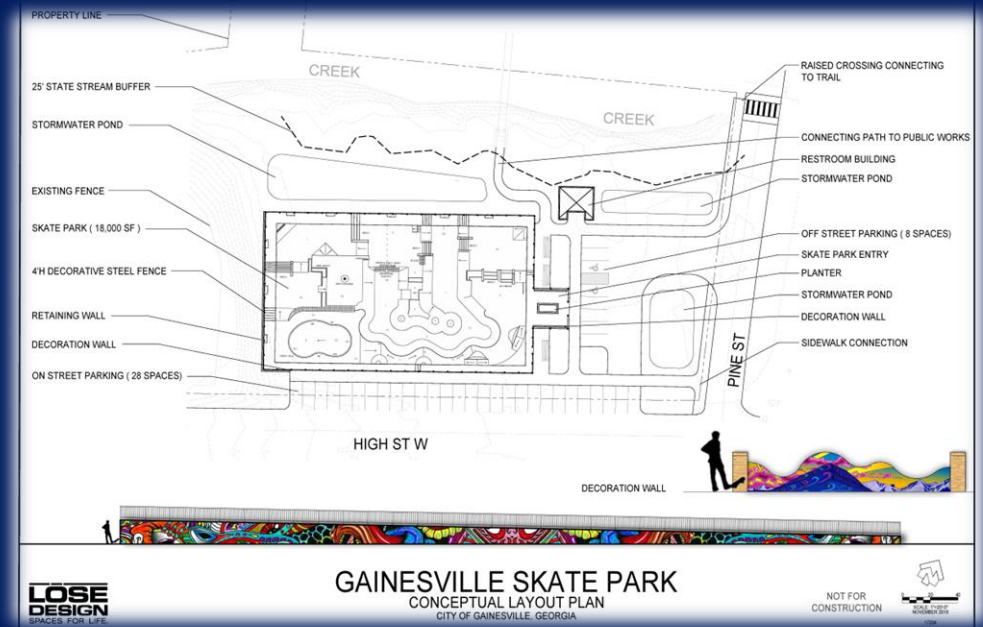 PROPERTY LINE
CREEK
CREEK
25' STATE STREAM BUFFER
STORMWATER POND
EXISTING FENCE
SKATE PARK ( 18,000 SF )
4'H DECORATIVE STEEL FENCE
RETAINING WALL
DECORATION WALL
ON STREET PARKING ( 28 SPACES)
RAISED CROSSING CONNECTING
TO TRAIL
CONNECTING PATH TO PUBLIC WORKS
RESTROOM BUILDING
STORMWATER POND
OFF STREET PARKING ( 8 SPACES)
SKATE PARK ENTRY
PLANTER
STORMWATER POND
DECORATION WALL
SIDEWALK CONNECTION
PINE ST
HIGH ST W
DECORATION WALL
LOSE
DESIGN
SPACES FOR LIFE.
GAINESVILLE SKATE PARK
CONCEPTUAL LAYOUT PLAN
CITY OF GAINESVILLE, GEORGIA
NOT FOR
CONSTRUCTION